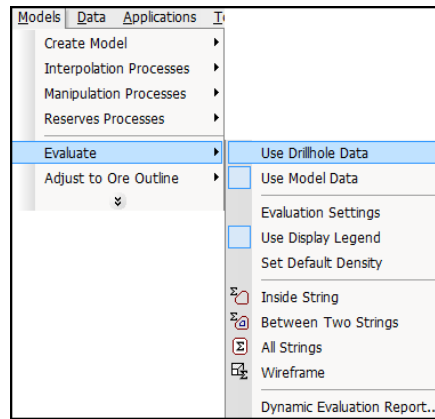 Models Data Applications
Create Model
Interpolation Processes
Manipulation Processes
Reserves Processes
Evaluate
Adjust to Ore Outline
Use Drillhole Data
Use Model Data
Evaluation Settings
Use Display Legend
Set Default Density
Inside String
Between Two Strings
All Strings
Wireframe
Dynamic Evaluation Report..